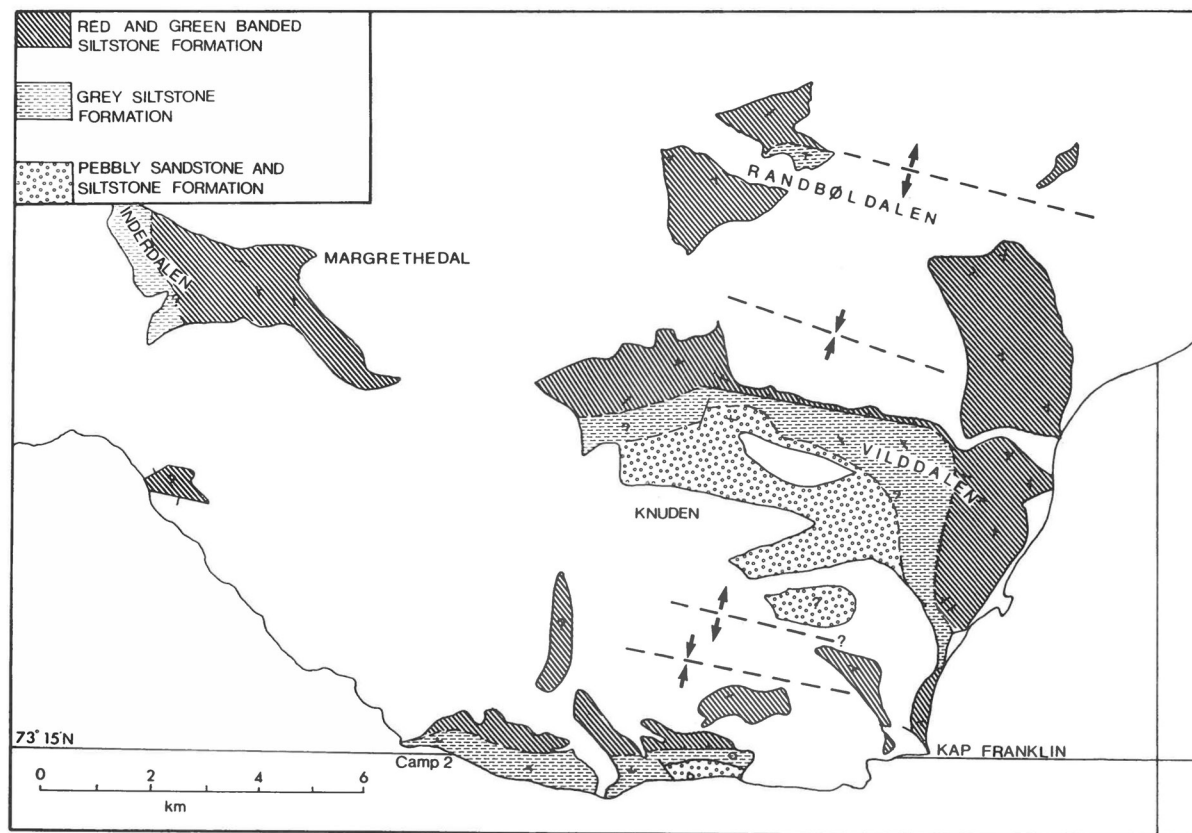 RED AND GREEN BANDED
SILTSTONE FORMATION
GREY SILTSTONE
FORMATION
PEBBLY SANDSTONE AND
SILTSTONE FORMATION
RANDBØLDALEN
INDERDALEN
MARGRETHEDAL
VILDDALEN
KNUDEN
?
?
73° 15'N
Camp 2
KAP FRANKLIN
0 2 4 6
km